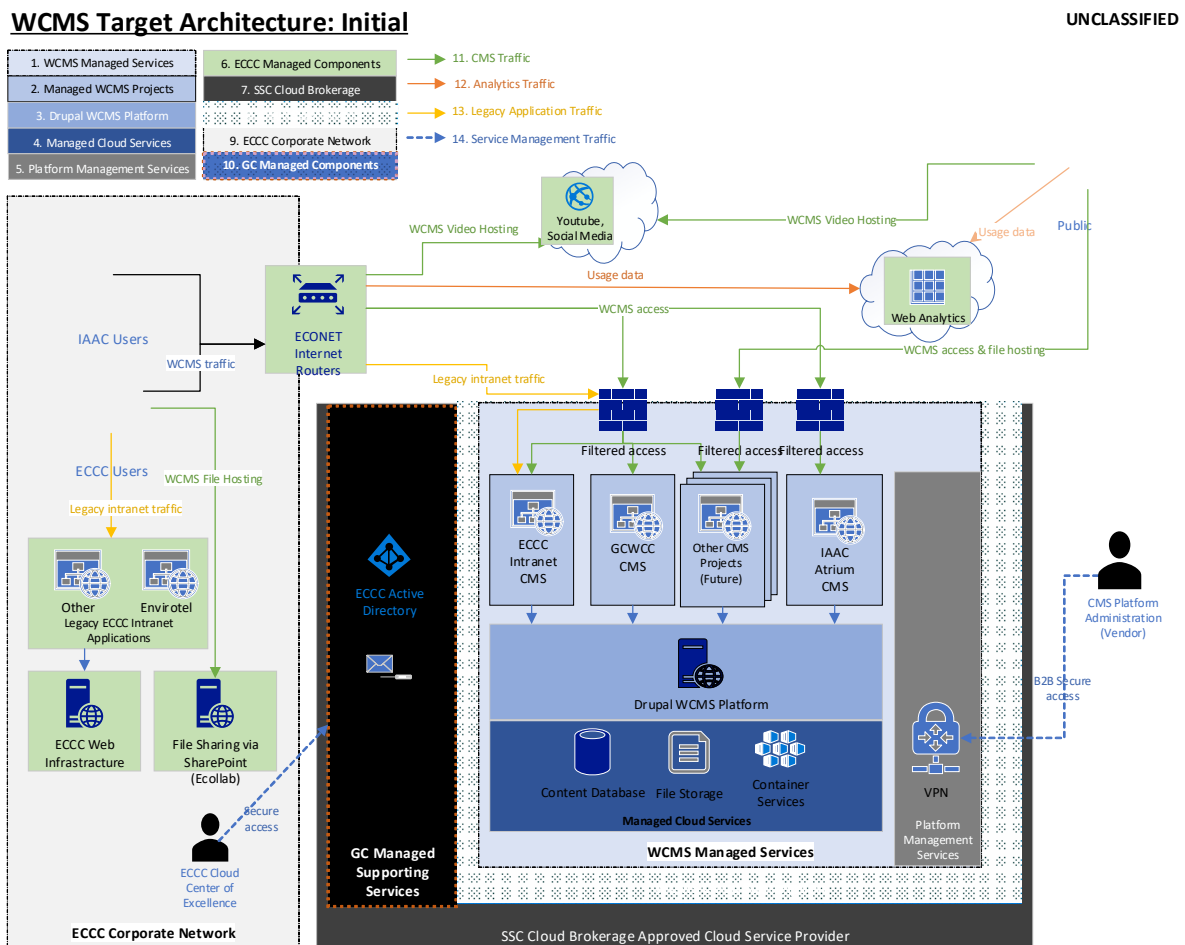 WCMS Target Architecture: Initial
UNCLASSIFIED
1. WCMS Managed Services
2. Managed WCMS Projects
3. Drupal WCMS Platform
4. Managed Cloud Services
5. Platform Management Services
6. ECCC Managed Components
7. SSC Cloud Brokerage
9. ECCC Corporate Network
10. GC Managed Components
11. CMS Traffic
12. Analytics Traffic
13. Legacy Application Traffic
14. Service Management Traffic
Youtube,
Social Media
WCMS Video Hosting
WCMS Video Hosting
Usage data
Public
Usage data
Web Analytics
WCMS access
WCMS access & file hosting
IAAC Users
WCMS traffic
ECONET
Internet
Routers
Legacy intranet traffic
Filtered access
Filtered access
Filtered access
ECCC Users
WCMS File Hosting
Legacy intranet traffic
Other
Envirotel
Legacy ECCC Intranet
Applications
ECCC Web
Infrastructure
File Sharing via
SharePoint
(Ecollab)
Secure
access
ECCC Cloud
Center of
Excellence
ECCC Corporate Network
ECCC Active
Directory
GC Managed
Supporting
Services
ECCC
Intranet
CMS
GCWCC
CMS
Other CMS
Projects
(Future)
IAAC
Atrium
CMS
Drupal WCMS Platform
Content Database
File Storage
Container
Services
Managed Cloud Services
WCMS Managed Services
VPN
Platform
Management
Services
CMS Platform
Administration
(Vendor)
B2B Secure
access
SSC Cloud Brokerage Approved Cloud Service Provider